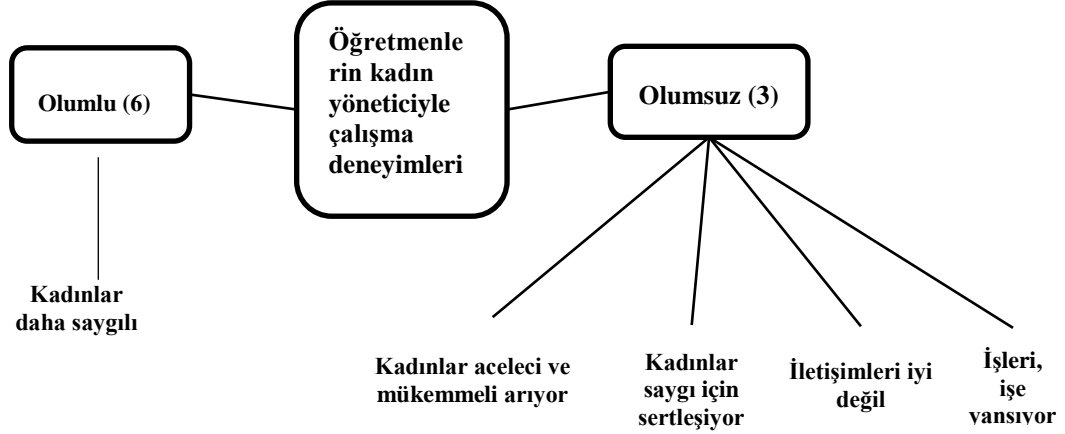 Öğretmenle
rin kadın
yöneticiyle
çalışma
deneyimleri
Olumlu (6)
Olumsuz (3)
Kadınlar
daha saygılı
Kadınlar aceleci ve
mükemmeli arıyor
Kadınlar
saygı için
sertleşiyor
İletişimleri iyi
değil
İşleri,
işe
yansıyor